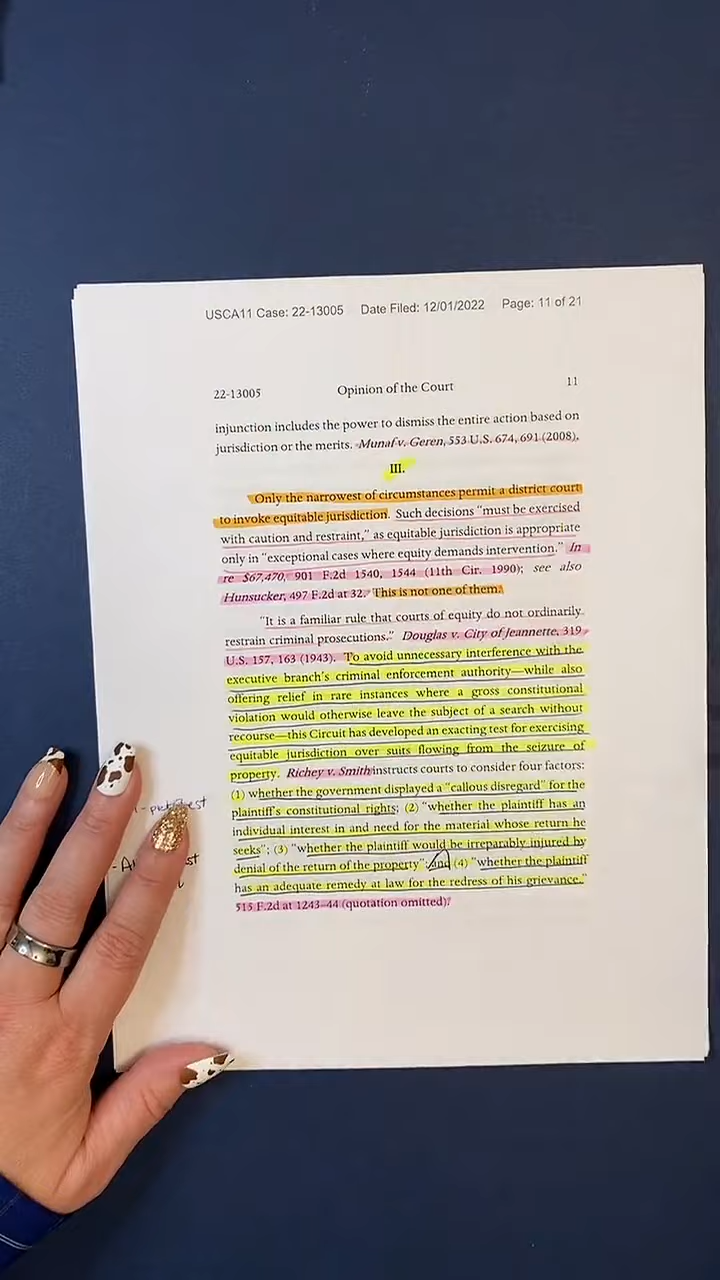 USCA11 Case: 22-13005 Date Filed: 12/01/2022 Page: 11 of 21
22-13005 Opinion of the Court 11
injunction includes the power to dismiss the entire action based on
jurisdiction or the merits. Munaf v. Geren, 553 U.S. 674, 691 (2008).
III.
Only the narrowest of circumstances permit a district court
to invoke equitable jurisdiction. Such decisions “must be exercised
with caution and restraint,” as equitable jurisdiction is appropriate
only in “exceptional cases where equity demands intervention.” In
re $67,470, 901 F.2d 1540, 1544 (11th Cir. 1990); see also
Hunsucker, 497 F.2d at 32. This is not one of them.
“It is a familiar rule that courts of equity do not ordinarily
restrain criminal prosecutions.” Douglas v. City of Jeannette, 319
U.S. 157, 163 (1943). To avoid unnecessary interference with the
executive branch’s criminal enforcement authority—while also
offering relief in rare instances where a gross constitutional
violation would otherwise leave the subject of a search without
recourse—this Circuit has developed an exacting test for exercising
equitable jurisdiction over suits flowing from the seizure of
property. Richey v. Smith instructs courts to consider four factors:
(1) whether the government displayed a “callous disregard” for the
plaintiff’s constitutional rights; (2) “whether the plaintiff has an
individual interest in and need for the material whose return he
seeks”; (3) “whether the plaintiff would be irreparably injured by
denial of the return of the property”; and (4) “whether the plaintiff
has an adequate remedy at law for the redress of his grievance.”
515 F.2d at 1243–44 (quotation omitted).